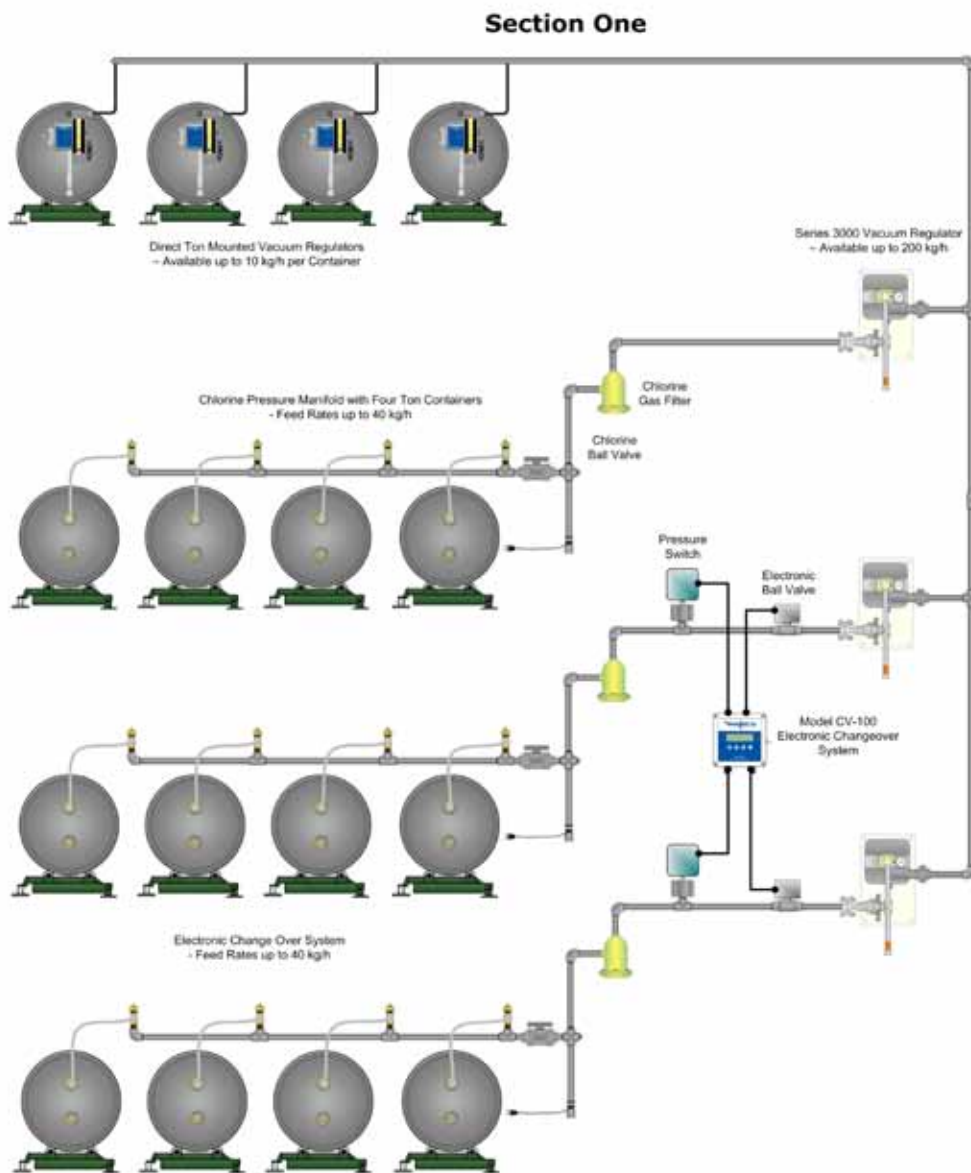 Section One
Direct Ton Mounted Vacuum Regulators
– Available up to 10 kg/h per Container
Series 3000 Vacuum Regulator
– Available up to 200 kg/h
Chlorine
Gas Filter
Chlorine Pressure Manifold with Four Ton Containers
- Feed Rates up to 40 kg/h
Chlorine
Ball Valve
Pressure
Switch
Electronic
Ball Valve
Model CV-100
Electronic Changeover
System
Electronic Change Over System
- Feed Rates up to 40 kg/h